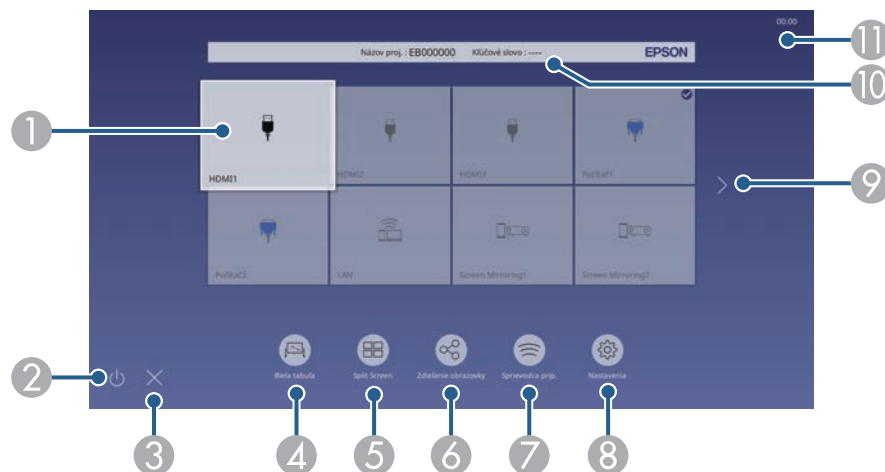 00:00
11
Názov proj. : EB000000 Kľúčové slovo : ---- EPSON
10
1
HDMI1 HDMI2 HDMI3 Počítač1
9
Počítač2 LAN Screen Mirroring1 Screen Mirroring2
2
Biela tabuľa Split Screen Zdieľanie obrazovky Sprievodca prip. Nastavenia
3 4 5 6 7 8